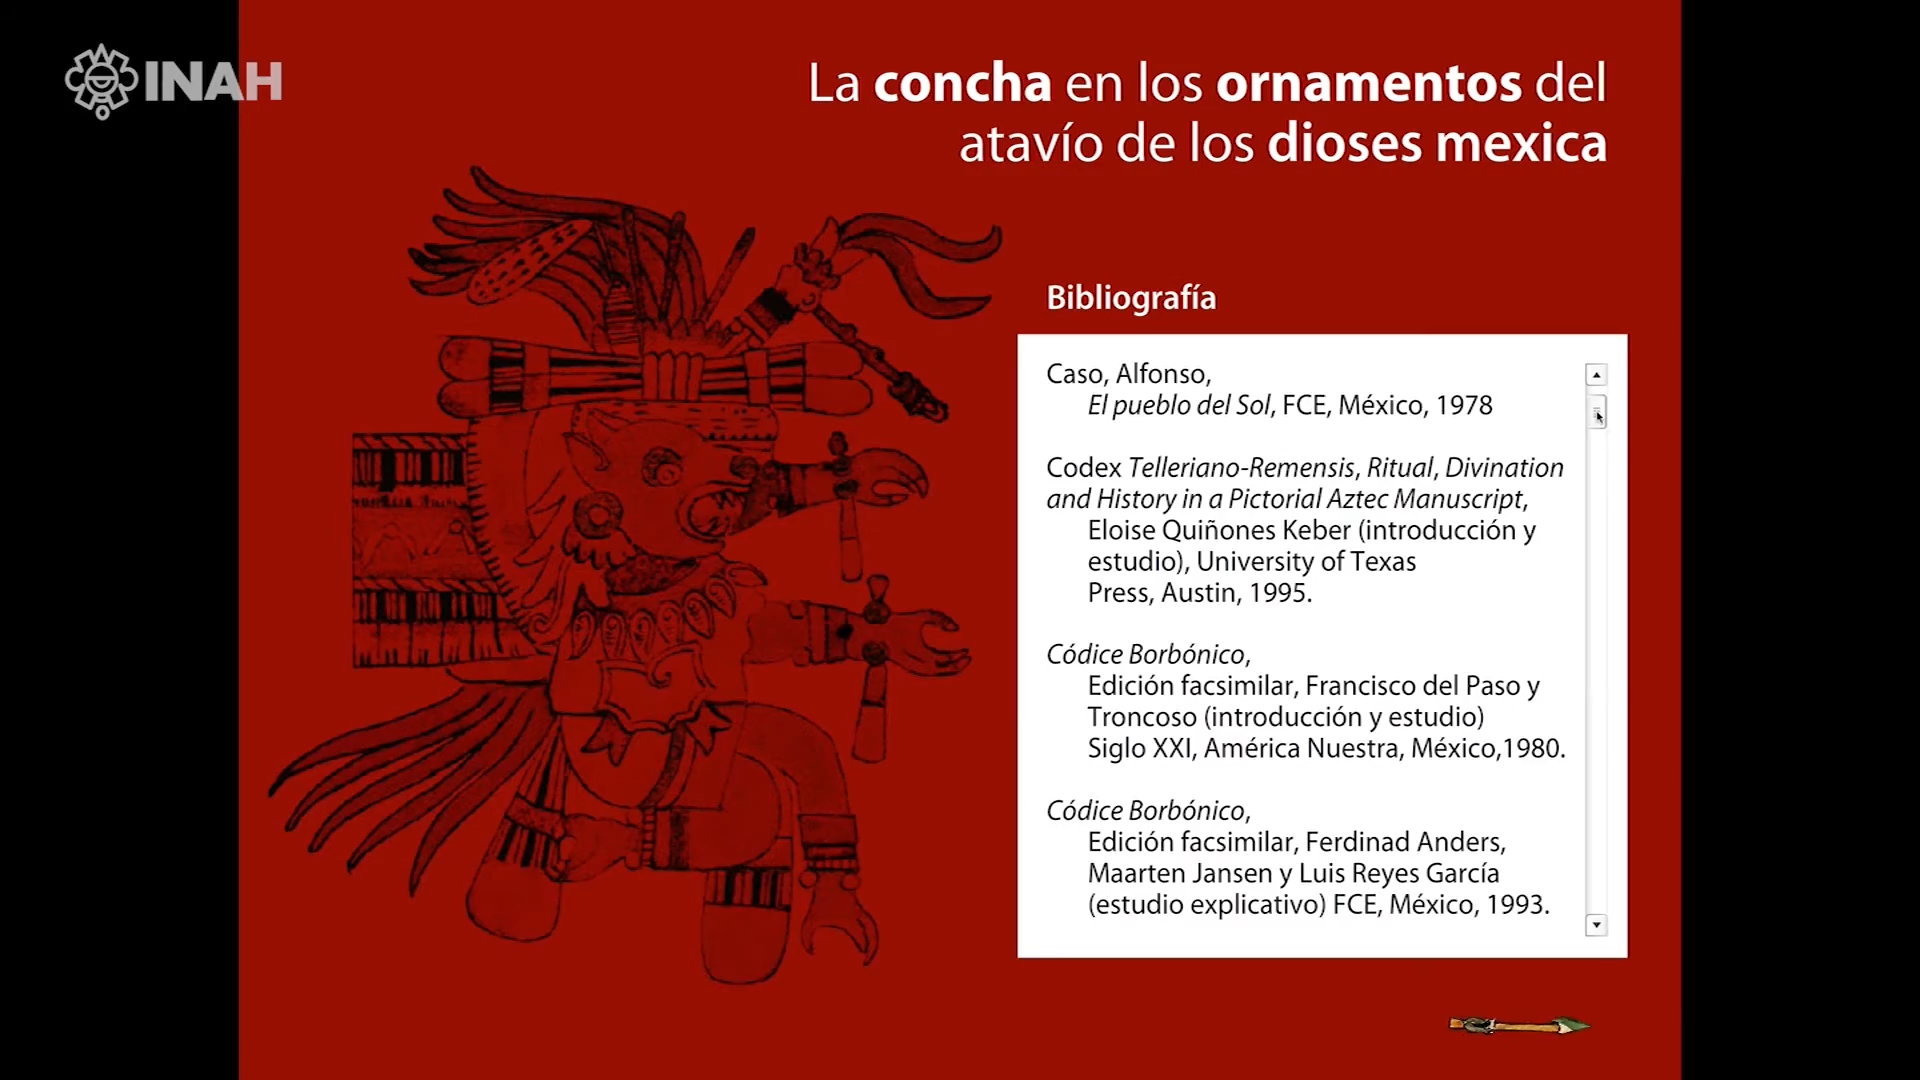 INAH
La concha en los ornamentos del
atavío de los dioses mexica
Bibliografía
Caso, Alfonso,
El pueblo del Sol, FCE, México, 1978
Codex Telleriano-Remensis, Ritual, Divination
and History in a Pictorial Aztec Manuscript,
Eloise Quiñones Keber (introducción y
estudio), University of Texas
Press, Austin, 1995.
Códice Borbónico,
Edición facsimilar, Francisco del Paso y
Troncoso (introducción y estudio)
Siglo XXI, América Nuestra, México,1980.
Códice Borbónico,
Edición facsimilar, Ferdinad Anders,
Maarten Jansen y Luis Reyes García
(estudio explicativo) FCE, México, 1993.